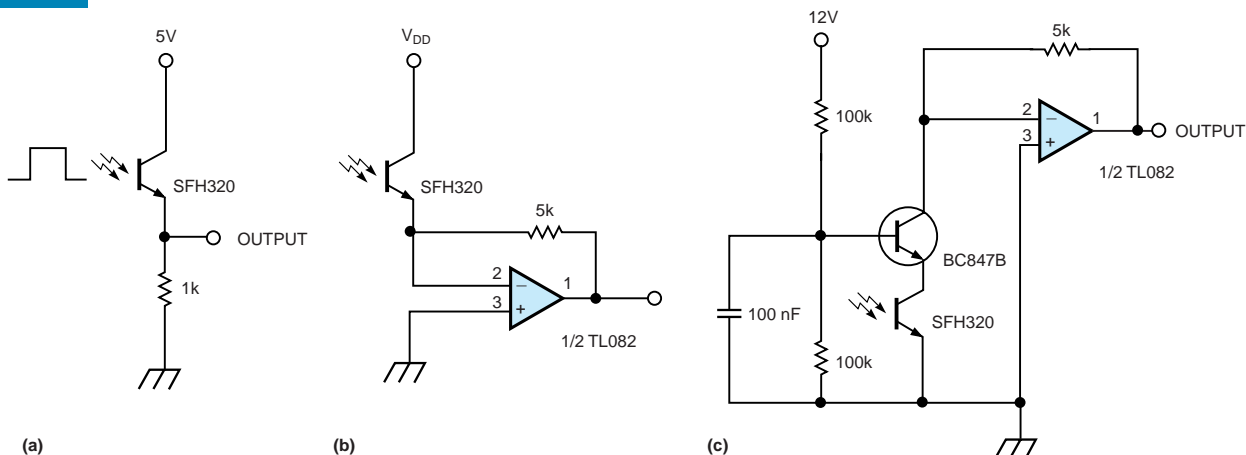 5V
SFH320
OUTPUT
1k
(a)
V_DD
SFH320
5k
2
−
3
+
1
1/2 TL082
(b)
12V
100k
5k
2
−
3
+
1
OUTPUT
1/2 TL082
BC847B
100 nF
SFH320
100k
(c)